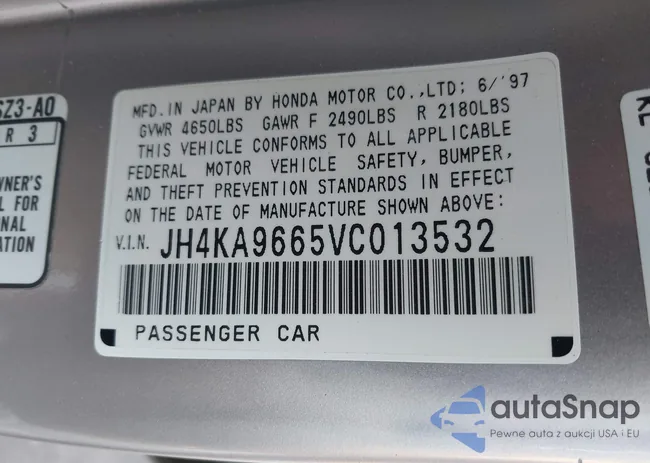 SZ3-A0
R 3
WNER'S
L FOR
ONAL
N.
MFD.IN JAPAN BY HONDA MOTOR CO.,LTD; 6/'97
GVWR 4650LBS GAWR F 2490LBS R 2180LBS
THIS VEHICLE CONFORMS TO ALL APPLICABLE
FEDERAL MOTOR VEHICLE SAFETY, BUMPER,
AND THEFT PREVENTION STANDARDS IN EFFECT
ON THE DATE OF MANUFACTURE SHOWN ABOVE:
V.I.N. JH4KA9665VC013532
PASSENGER CAR
autaSnap
Pewne auta z aukcji USA i EU